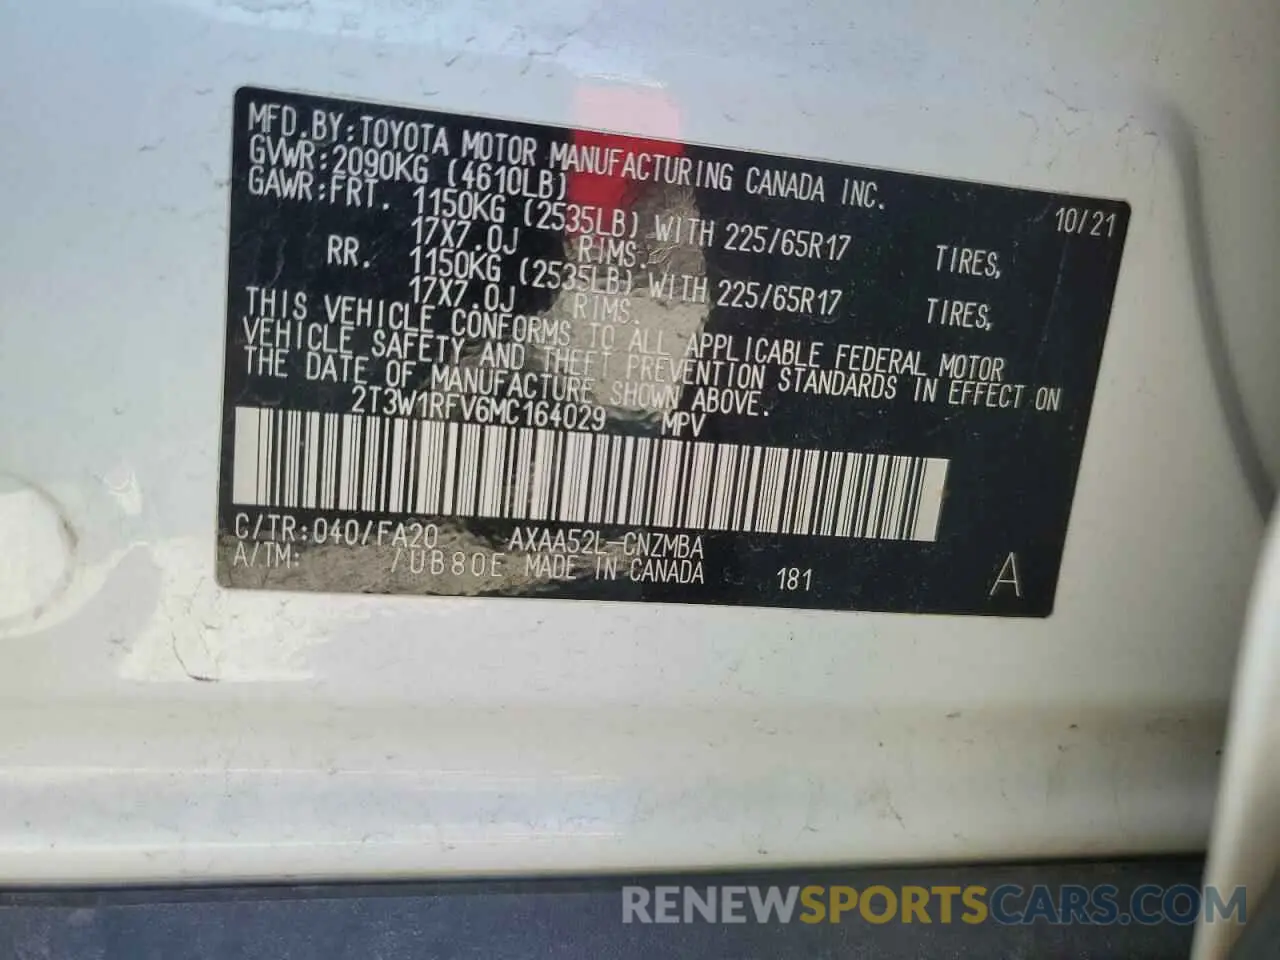 MFD.BY:TOYOTA MOTOR MANUFACTURING CANADA INC.
GVWR:2090KG (4610LB) 10/21
GAWR:FRT. 1150KG (2535LB) WITH 225/65R17 TIRES,
17X7.0J RIMS.
RR. 1150KG (2535LB) WITH 225/65R17 TIRES,
17X7.0J RIMS.
THIS VEHICLE CONFORMS TO ALL APPLICABLE FEDERAL MOTOR
VEHICLE SAFETY AND THEFT PREVENTION STANDARDS IN EFFECT ON
THE DATE OF MANUFACTURE SHOWN ABOVE.
2T3W1RFV6MC164029 MPV
C/TR:040/FA20 AXAA52L-CNZMBA
A/TM: /UB80E MADE IN CANADA 181 A
RENEWSPORTSCARS.COM